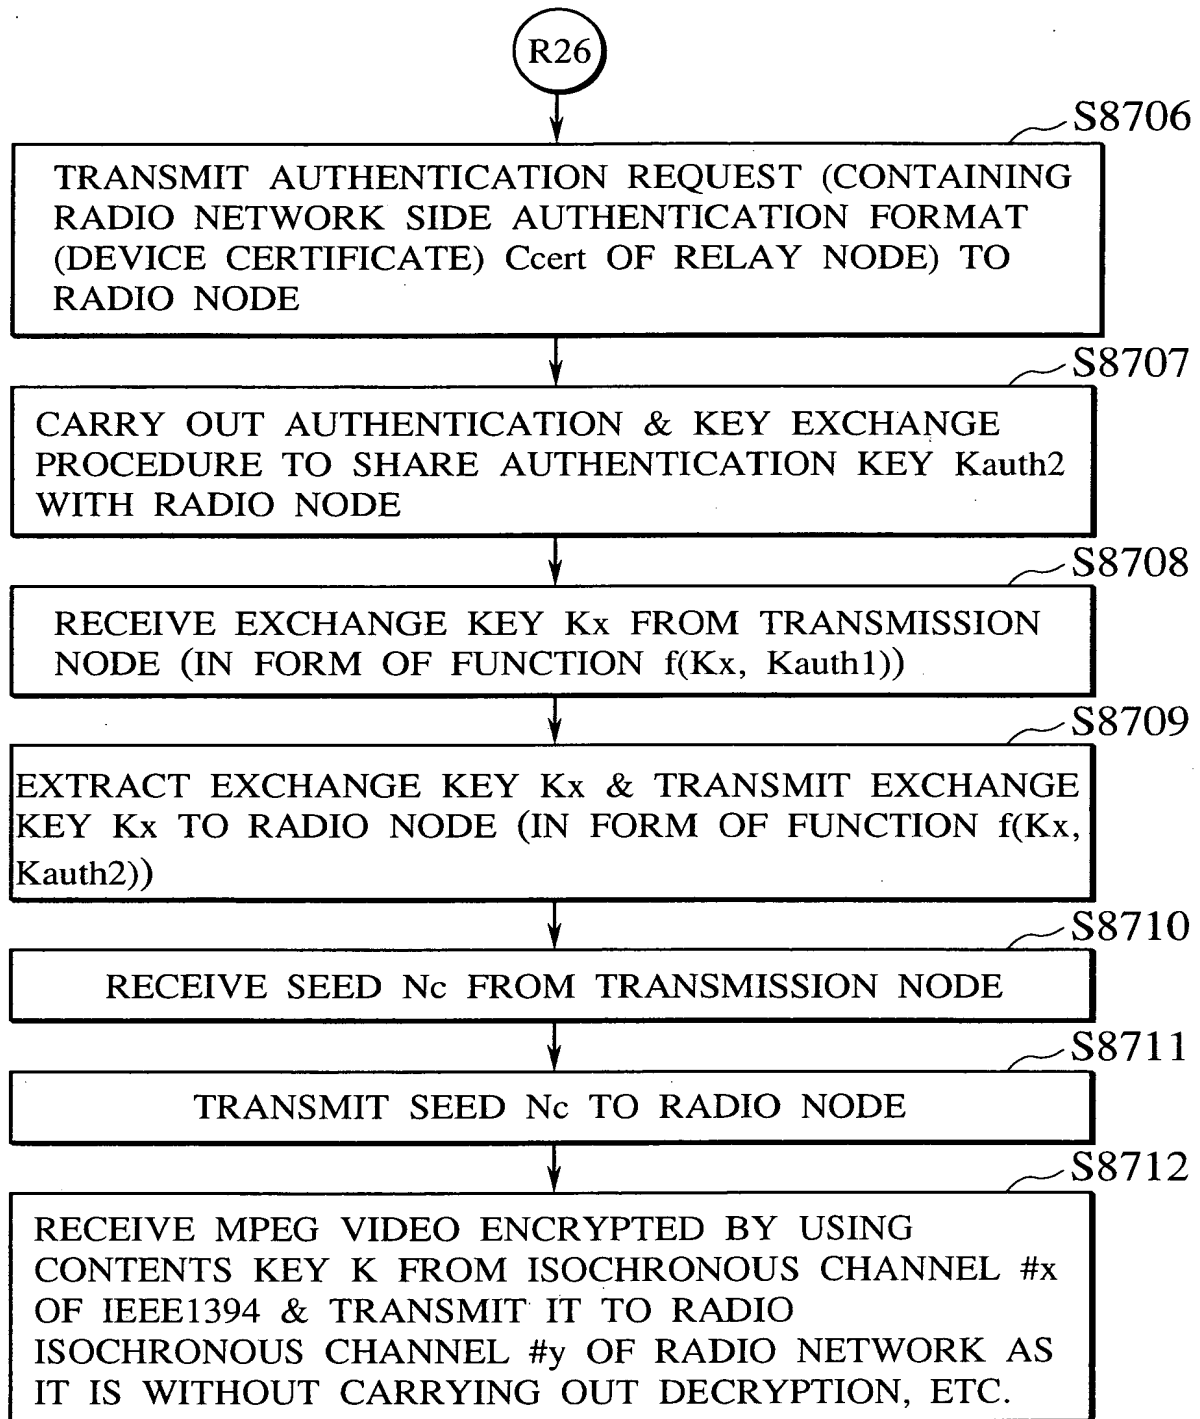 R26
S8706
TRANSMIT AUTHENTICATION REQUEST (CONTAINING
RADIO NETWORK SIDE AUTHENTICATION FORMAT
(DEVICE CERTIFICATE) Ccert OF RELAY NODE) TO
RADIO NODE
S8707
CARRY OUT AUTHENTICATION & KEY EXCHANGE
PROCEDURE TO SHARE AUTHENTICATION KEY Kauth2
WITH RADIO NODE
S8708
RECEIVE EXCHANGE KEY Kx FROM TRANSMISSION
NODE (IN FORM OF FUNCTION f(Kx, Kauth1))
S8709
EXTRACT EXCHANGE KEY Kx & TRANSMIT EXCHANGE
KEY Kx TO RADIO NODE (IN FORM OF FUNCTION f(Kx,
Kauth2))
S8710
RECEIVE SEED Nc FROM TRANSMISSION NODE
S8711
TRANSMIT SEED Nc TO RADIO NODE
S8712
RECEIVE MPEG VIDEO ENCRYPTED BY USING
CONTENTS KEY K FROM ISOCHRONOUS CHANNEL #x
OF IEEE1394 & TRANSMIT IT TO RADIO
ISOCHRONOUS CHANNEL #y OF RADIO NETWORK AS
IT IS WITHOUT CARRYING OUT DECRYPTION, ETC.